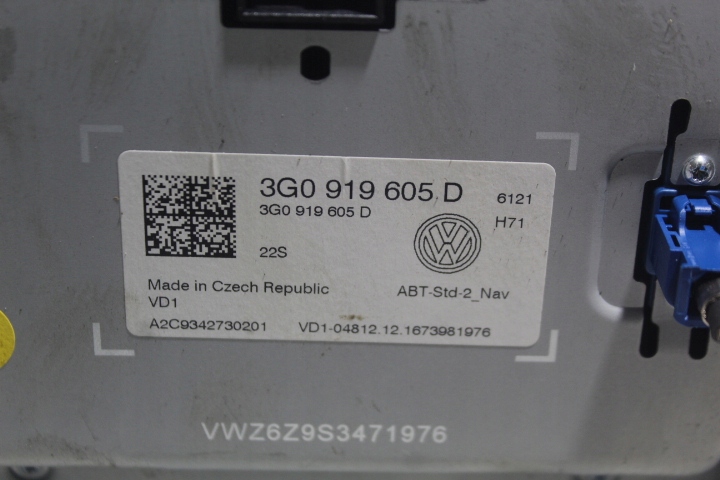 3G0 919 605 D
6121
3G0 919 605 D
H71
22S
Made in Czech Republic
ABT-Std-2_Nav
VD1
A2C9342730201
VD1-04812.12.1673981976
VWZ6Z9S3471976